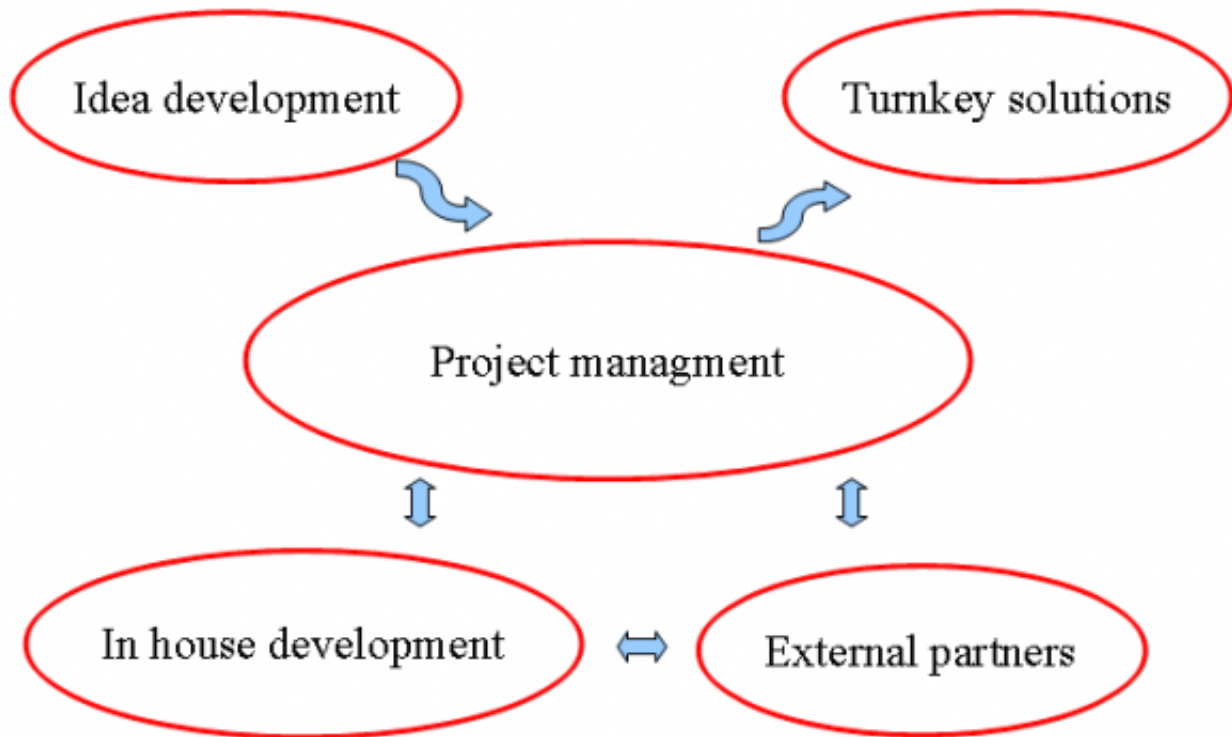 Idea development
Turnkey solutions
Project managment
In house development
External partners